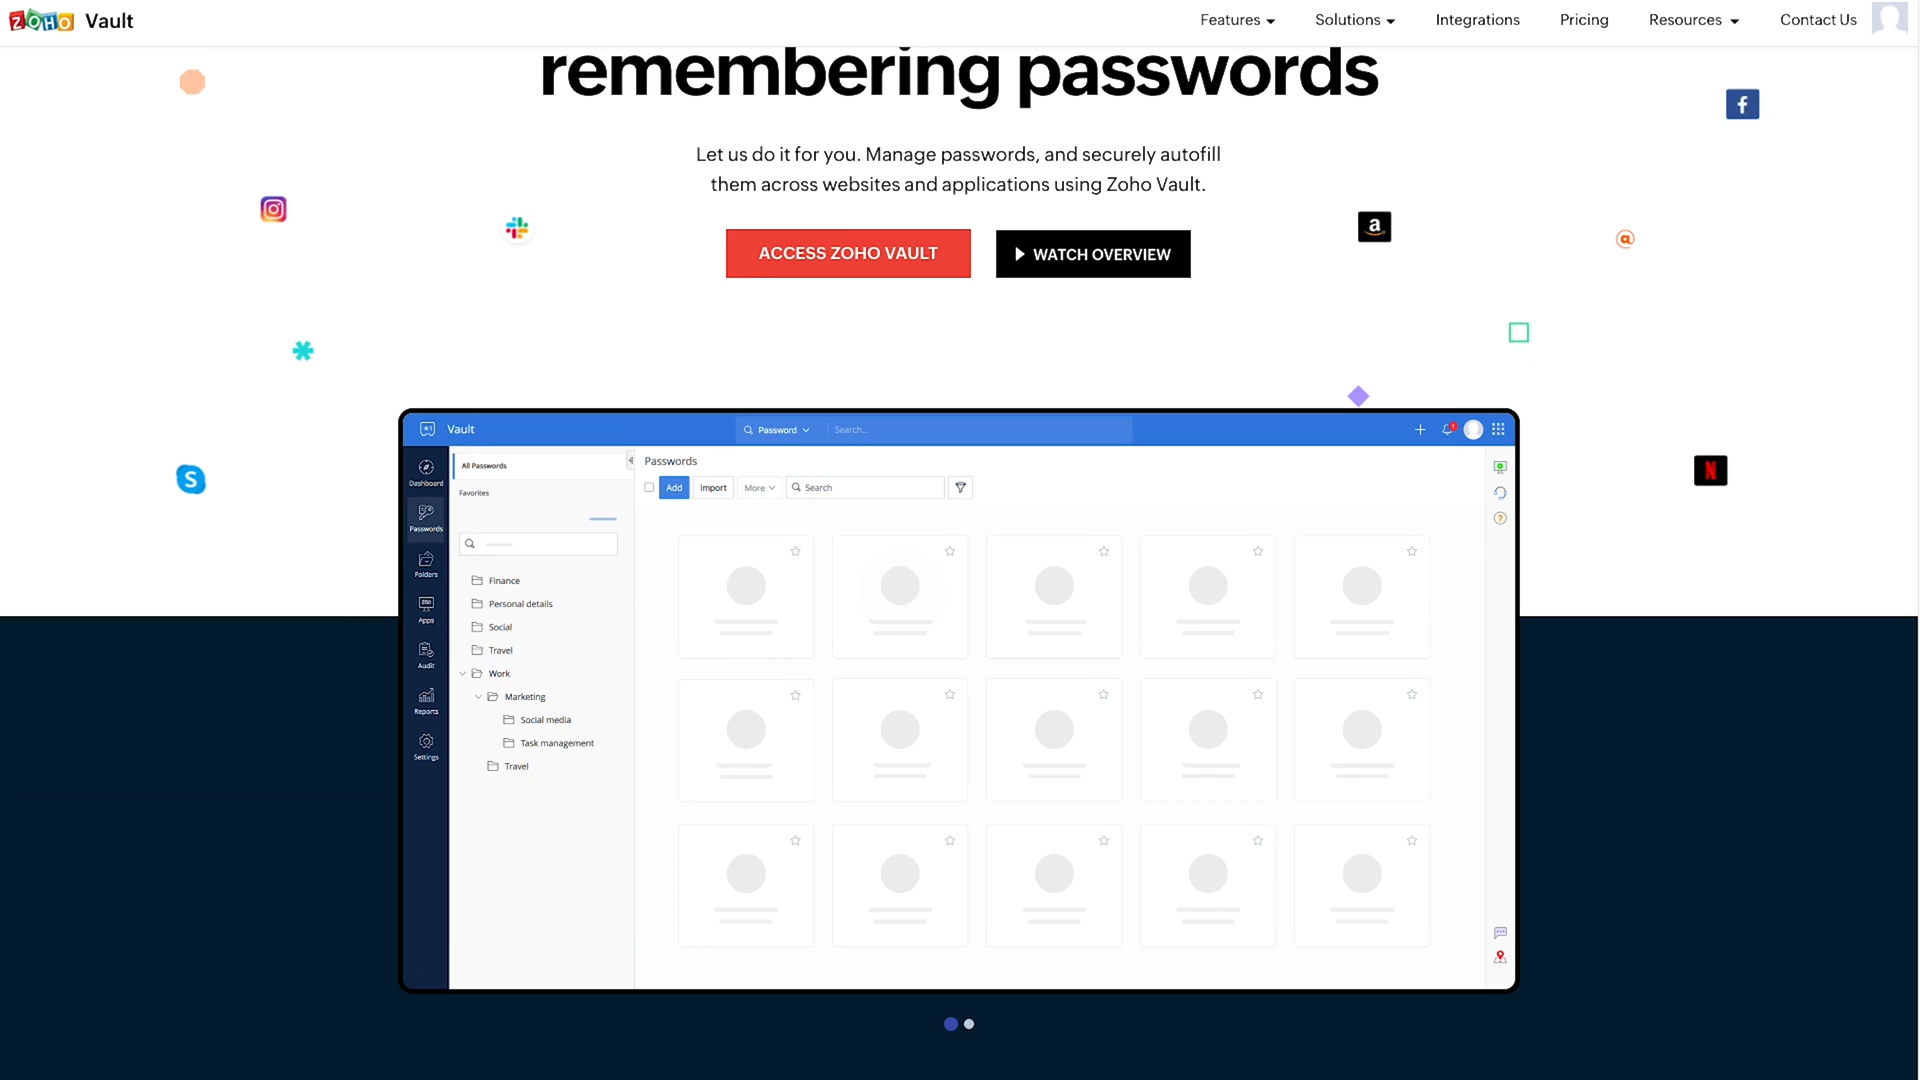 ZOHO Vault
Features
Solutions
Integrations
Pricing
Resources
Contact Us
remembering passwords
Let us do it for you. Manage passwords, and securely autofill
them across websites and applications using Zoho Vault.
ACCESS ZOHO VAULT
WATCH OVERVIEW
Vault
Password
Search...
1
Dashboard
Passwords
Folders
SSO
Apps
Audit
Reports
Settings
All Passwords
Favorites
Finance
Personal details
Social
Travel
Work
Marketing
Social media
Task management
Travel
Passwords
Add
Import
More
Search